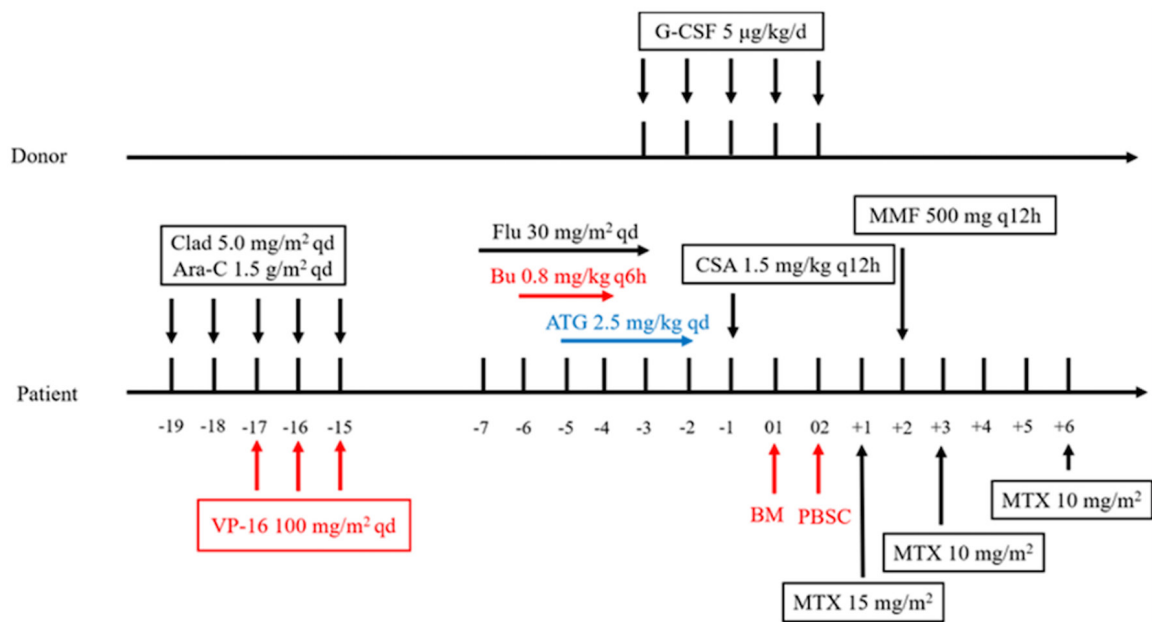 G-CSF 5 μg/kg/d
Donor
MMF 500 mg q12h
Clad 5.0 mg/m² qd
Ara-C 1.5 g/m² qd
Flu 30 mg/m² qd
CSA 1.5 mg/kg q12h
Bu 0.8 mg/kg q6h
ATG 2.5 mg/kg qd
Patient
-19 -18 -17 -16 -15 -7 -6 -5 -4 -3 -2 -1 01 02 +1 +2 +3 +4 +5 +6
MTX 10 mg/m²
VP-16 100 mg/m² qd
BM PBSC
MTX 10 mg/m²
MTX 15 mg/m²